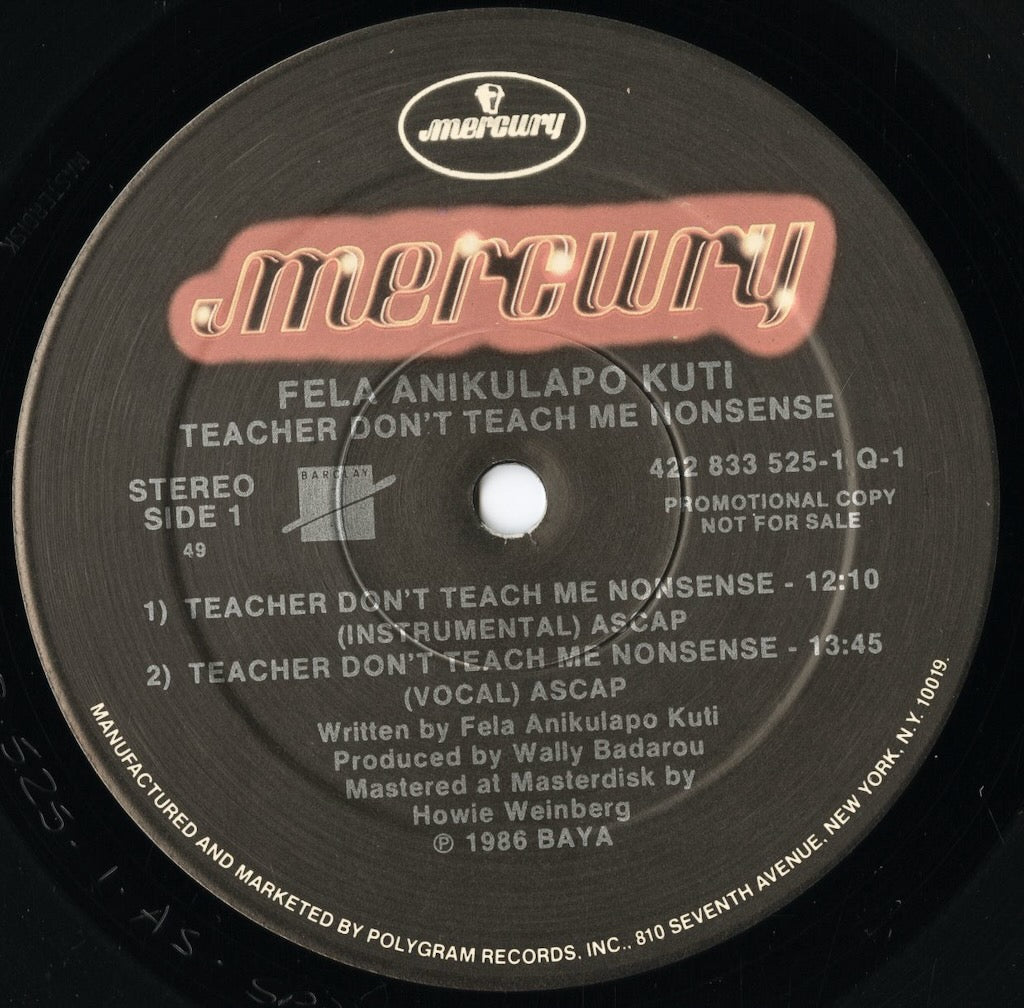 mercury
mercury
FELA ANIKULAPO KUTI
TEACHER DON'T TEACH ME NONSENSE
STEREO
SIDE 1
49
BARCLAY
422 833 525-1 Q-1
PROMOTIONAL COPY
NOT FOR SALE
1) TEACHER DON'T TEACH ME NONSENSE - 12:10
(INSTRUMENTAL) ASCAP
2) TEACHER DON'T TEACH ME NONSENSE - 13:45
(VOCAL) ASCAP
Written by Fela Anikulapo Kuti
Produced by Wally Badarou
Mastered at Masterdisk by
Howie Weinberg
℗ 1986 BAYA
MANUFACTURED AND MARKETED BY POLYGRAM RECORDS, INC., 810 SEVENTH AVENUE, NEW YORK, N.Y. 10019.
MASTERDISK